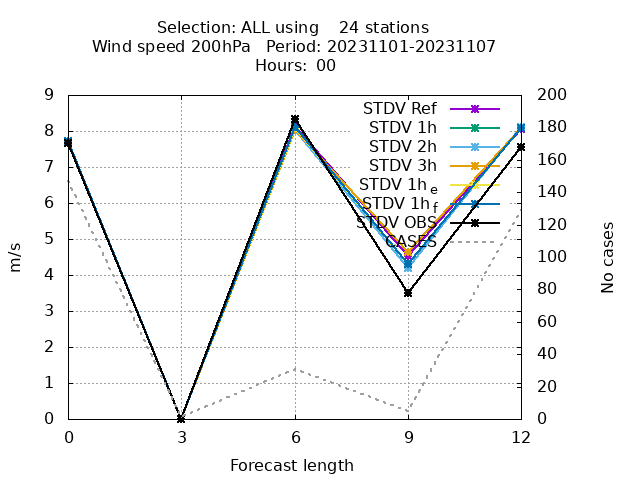 Selection: ALL using 24 stations
Wind speed 200hPa Period: 20231101-20231107
Hours: 00
9
8
7
6
5
4
3
2
1
0
m/s
200
180
160
140
120
100
80
60
40
20
0
No cases
STDV Ref
STDV 1h
STDV 2h
STDV 3h
STDV 1h e
STDV 1h f
STDV OBS
CASES
0 3 6 9 12
Forecast length